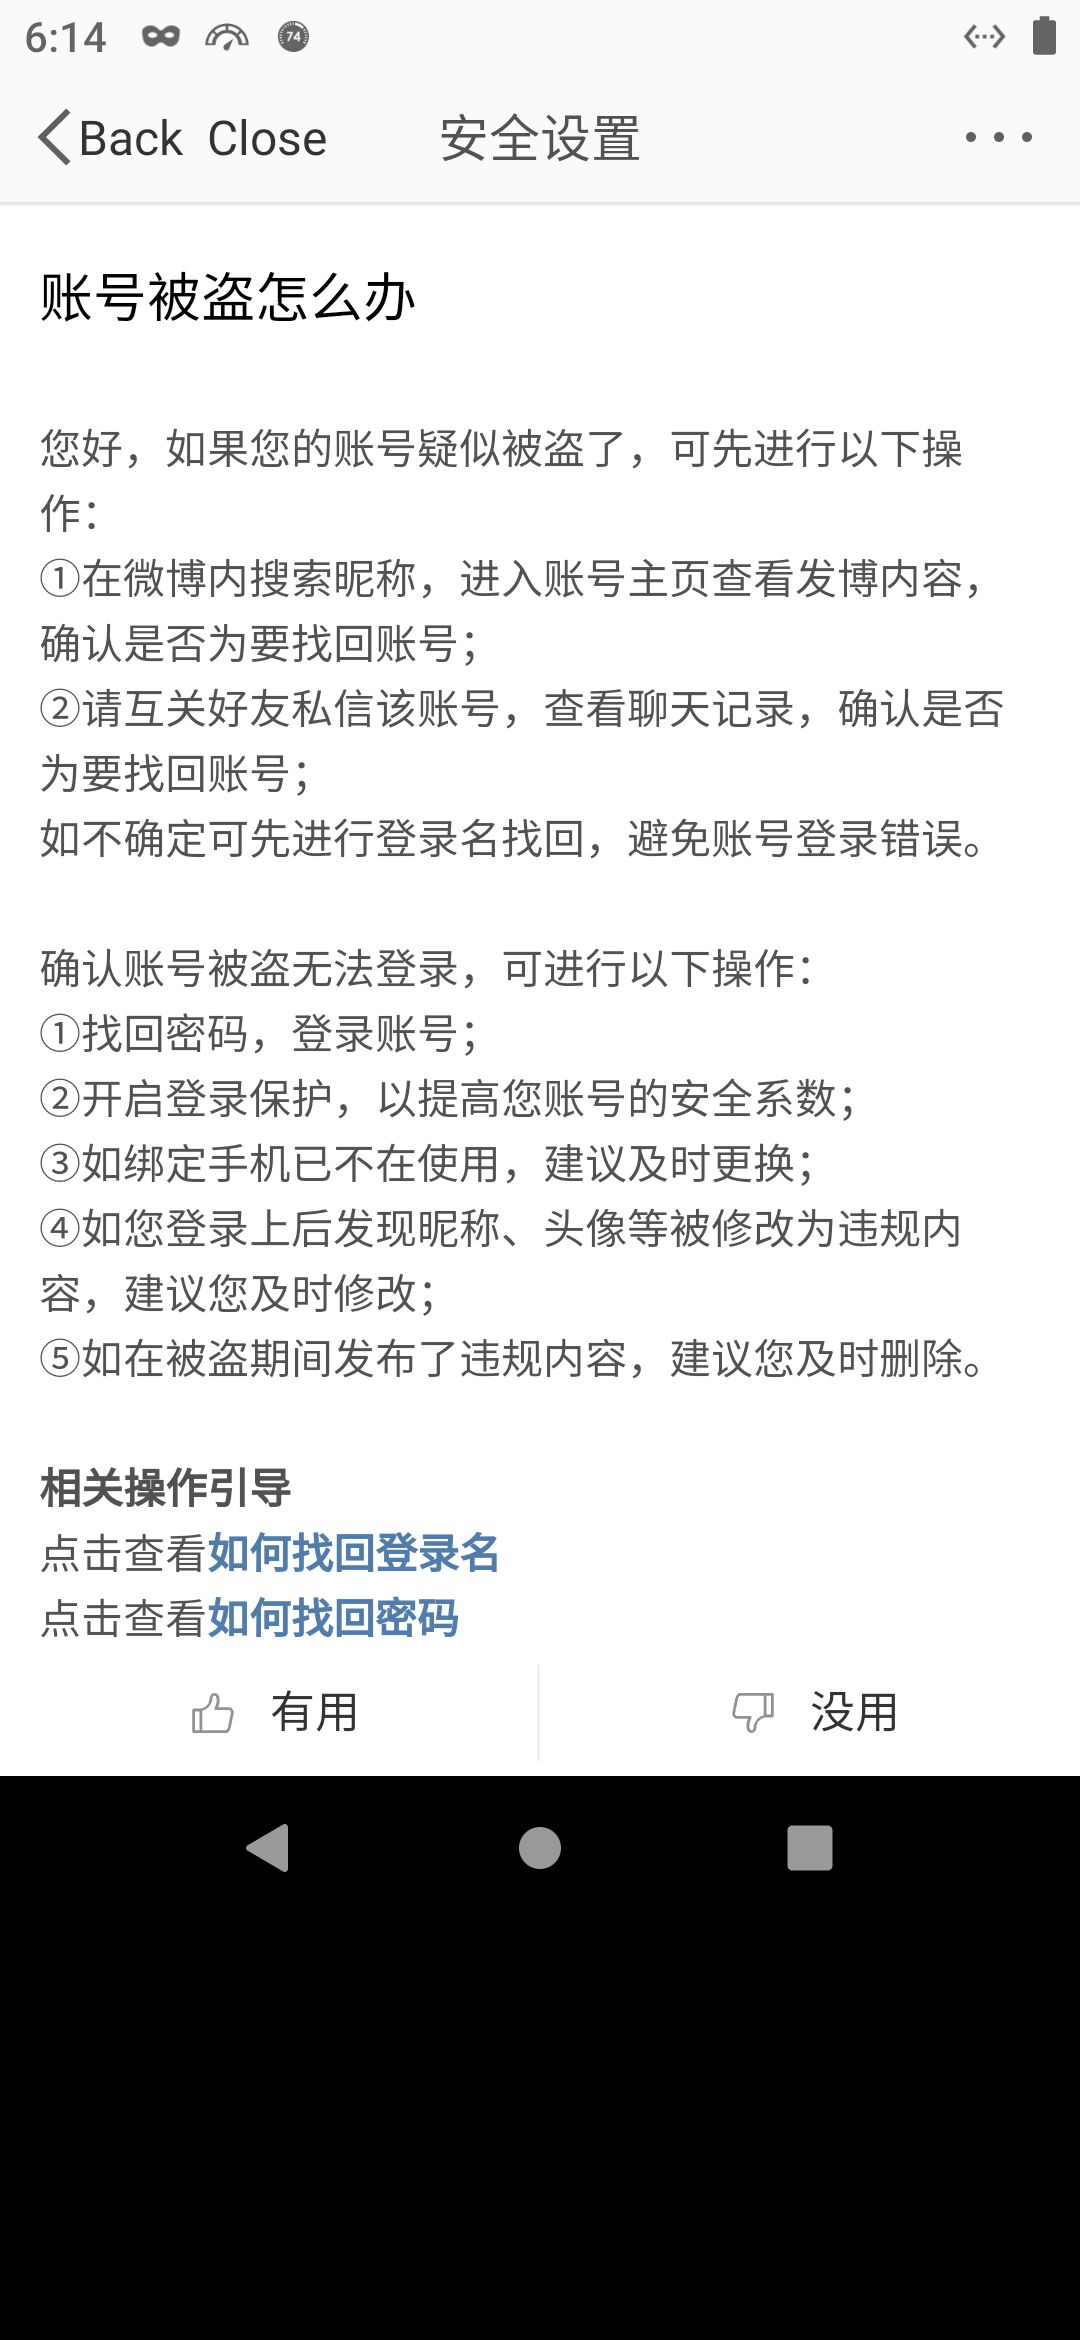 6:14
74
Back Close 安全设置
账号被盗怎么办
您好，如果您的账号疑似被盗了，可先进行以下操
作：
①在微博内搜索昵称，进入账号主页查看发博内容，
确认是否为要找回账号；
②请互关好友私信该账号，查看聊天记录，确认是否
为要找回账号；
如不确定可先进行登录名找回，避免账号登录错误。
确认账号被盗无法登录，可进行以下操作：
①找回密码，登录账号；
②开启登录保护，以提高您账号的安全系数；
③如绑定手机已不在使用，建议及时更换；
④如您登录上后发现昵称、头像等被修改为违规内
容，建议您及时修改；
⑤如在被盗期间发布了违规内容，建议您及时删除。
相关操作引导
点击查看如何找回登录名
点击查看如何找回密码
有用
没用